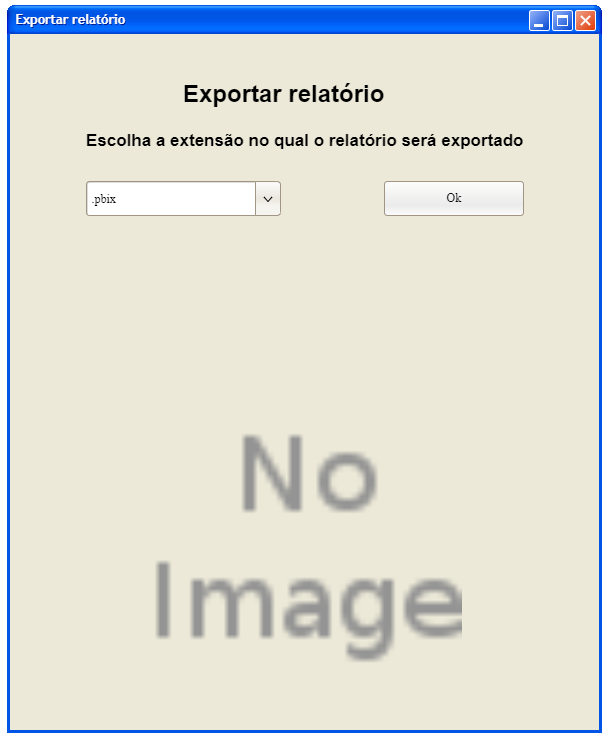 Exportar relatório
Exportar relatório
Escolha a extensão no qual o relatório será exportado
.pbix
Ok
No
Image